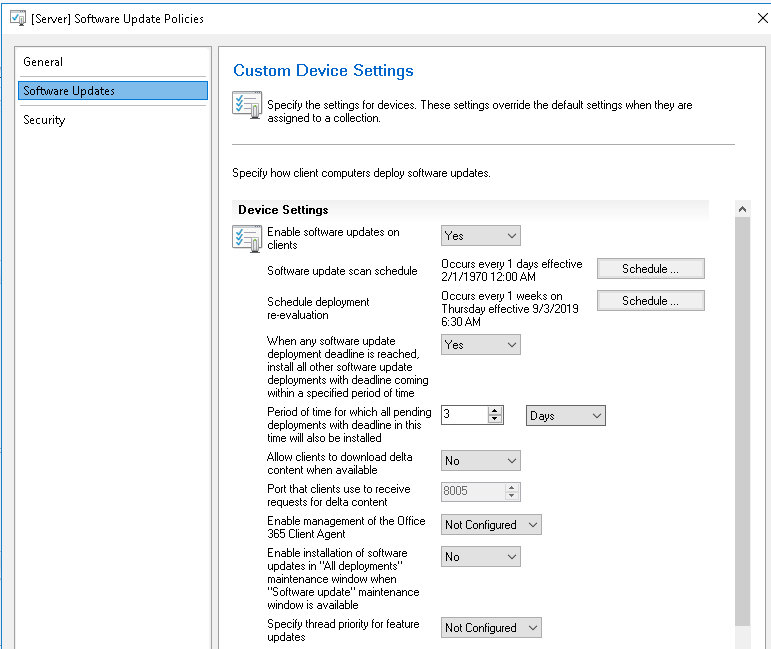 [Server] Software Update Policies
General
Software Updates
Security
Custom Device Settings
Specify the settings for devices. These settings override the default settings when they are
assigned to a collection.
Specify how client computers deploy software updates.
Device Settings
Enable software updates on
clients
Yes
Software update scan schedule
Occurs every 1 days effective
2/1/1970 12:00 AM
Schedule ...
Schedule deployment
re-evaluation
Occurs every 1 weeks on
Thursday effective 9/3/2019
6:30 AM
Schedule ...
When any software update
deployment deadline is reached,
install all other software update
deployments with deadline coming
within a specified period of time
Yes
Period of time for which all pending
deployments with deadline in this
time will also be installed
3
Days
Allow clients to download delta
content when available
No
Port that clients use to receive
requests for delta content
8005
Enable management of the Office
365 Client Agent
Not Configured
Enable installation of software
updates in "All deployments"
maintenance window when
"Software update" maintenance
window is available
No
Specify thread priority for feature
updates
Not Configured